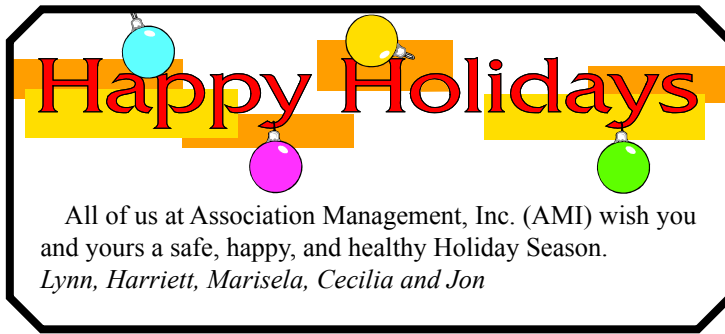 Happy Holidays
All of us at Association Management, Inc. (AMI) wish you
and yours a safe, happy, and healthy Holiday Season.
Lynn, Harriett, Marisela, Cecilia and Jon